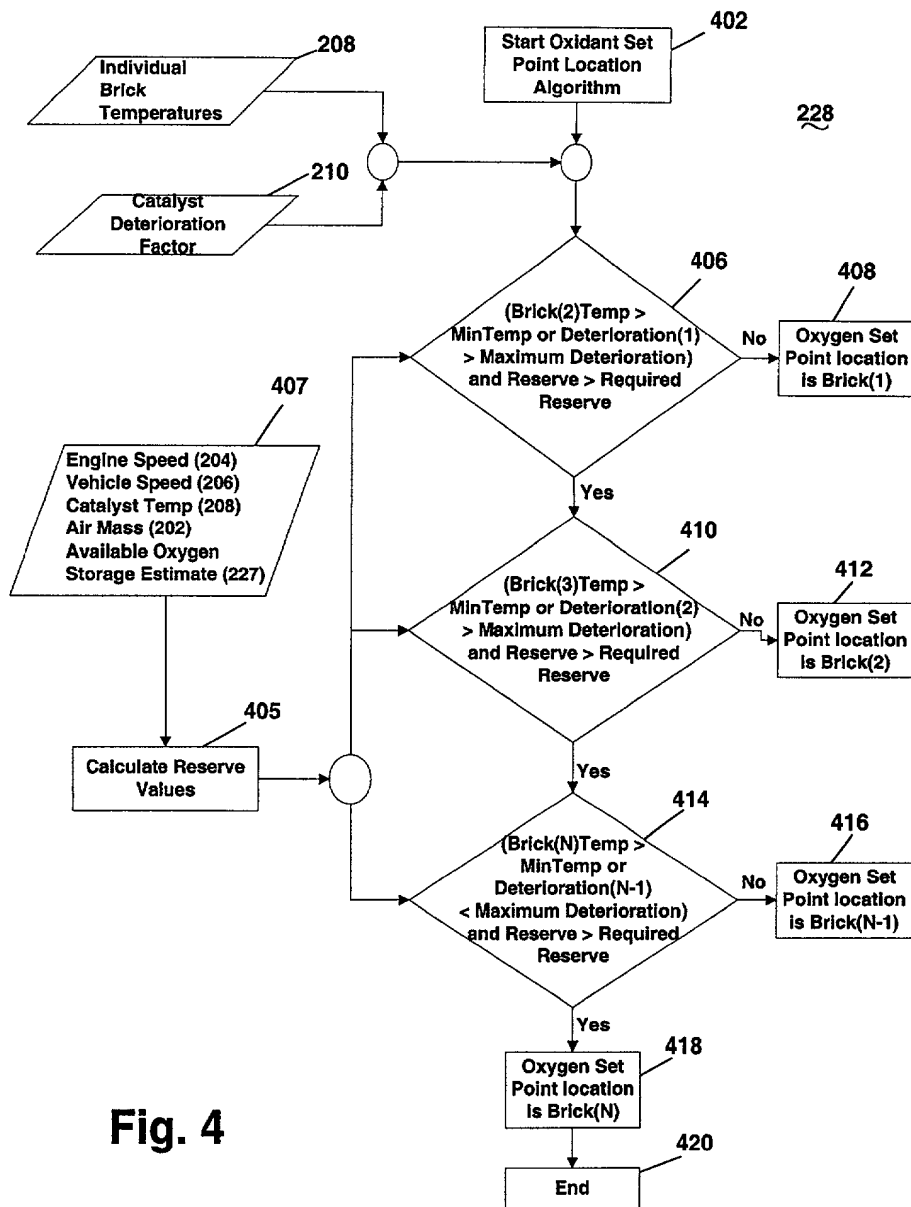 402
Start Oxidant Set
Point Location
Algorithm
208
Individual
Brick
Temperatures
228
210
Catalyst
Deterioration
Factor
406
(Brick(2)Temp >
MinTemp or Deterioration(1)
> Maximum Deterioration)
and Reserve > Required
Reserve
No
408
Oxygen Set
Point location
is Brick(1)
407
Engine Speed (204)
Vehicle Speed (206)
Catalyst Temp (208)
Air Mass (202)
Available Oxygen
Storage Estimate (227)
Yes
410
(Brick(3)Temp >
MinTemp or Deterioration(2)
> Maximum Deterioration)
and Reserve > Required
Reserve
No
412
Oxygen Set
Point location
is Brick(2)
405
Calculate Reserve
Values
Yes
414
(Brick(N)Temp >
MinTemp or
Deterioration(N-1)
< Maximum Deterioration)
and Reserve > Required
Reserve
No
416
Oxygen Set
Point location
is Brick(N-1)
Yes
418
Oxygen Set
Point location
is Brick(N)
420
End
Fig. 4